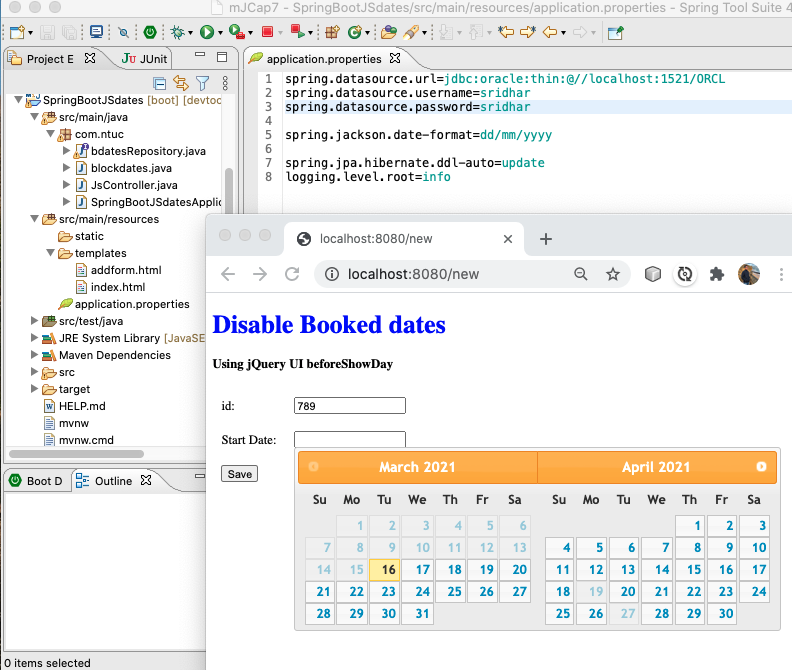 mJCap7 - SpringBootJSdates/src/main/resources/application.properties - Spring Tool Suite 4
Project E
JUnit
SpringBootJSdates [boot] [devtoo
src/main/java
com.ntuc
bdatesRepository.java
blockdates.java
JsController.java
SpringBootJSdatesApplic
src/main/resources
static
templates
addform.html
index.html
application.properties
src/test/java
JRE System Library [JavaSE
Maven Dependencies
src
target
HELP.md
mvnw
mvnw.cmd
Boot D
Outline
0 items selected
application.properties
1 spring.datasource.url=jdbc:oracle:thin:@//localhost:1521/ORCL
2 spring.datasource.username=sridhar
3 spring.datasource.password=sridhar
4
5 spring.jackson.date-format=dd/mm/yyyy
6
7 spring.jpa.hibernate.ddl-auto=update
8 logging.level.root=info
localhost:8080/new
localhost:8080/new
Disable Booked dates
Using jQuery UI beforeShowDay
id: 789
Start Date:
Save
March 2021
Su Mo Tu We Th Fr Sa
1 2 3 4 5 6
7 8 9 10 11 12 13
14 15 16 17 18 19 20
21 22 23 24 25 26 27
28 29 30 31
April 2021
Su Mo Tu We Th Fr Sa
1 2 3
4 5 6 7 8 9 10
11 12 13 14 15 16 17
18 19 20 21 22 23 24
25 26 27 28 29 30